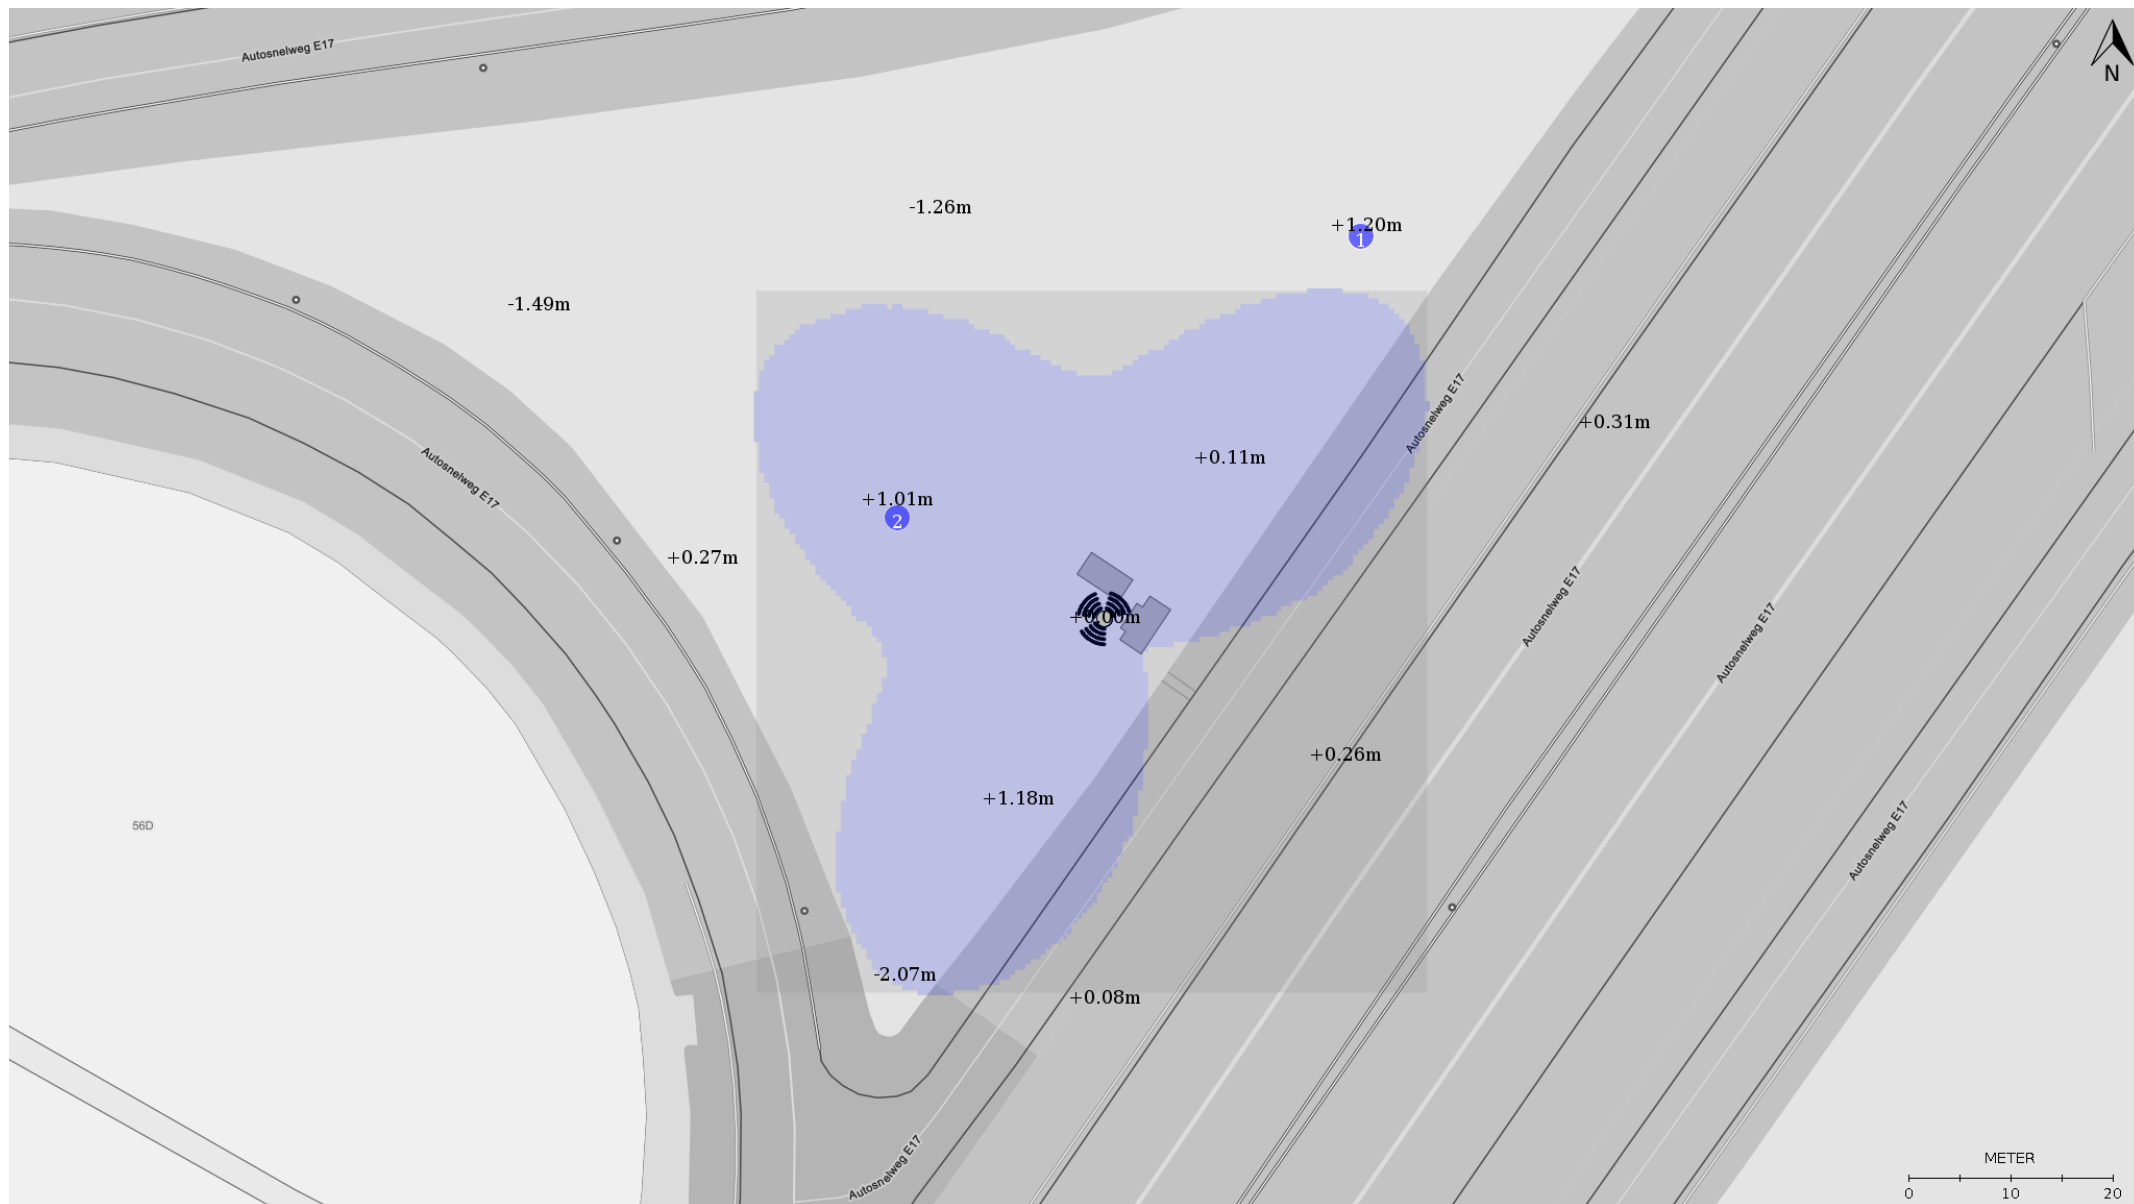 Autosnelweg E17
N
-1.26m
+1.20m
1
-1.49m
Autosnelweg E17
+0.31m
+0.11m
Autosnelweg E17
+1.01m
2
+0.27m
+0.00m
Autosnelweg E17
Autosnelweg E17
+0.26m
+1.18m
56D
Autosnelweg E17
-2.07m
+0.08m
Autosnelweg E17
METER
0 10 20